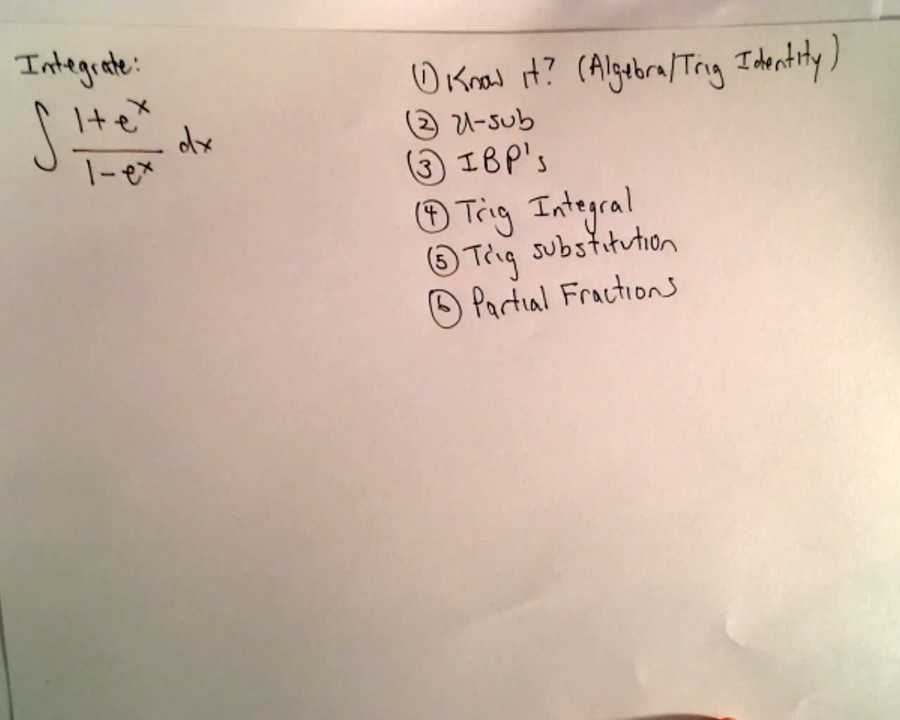 Integrate:
∫ (1+e^x)/(1-e^x) dx
① Know it? (Algebra/Trig Identity)
② u-sub
③ IBP's
④ Trig Integral
⑤ Trig substitution
⑥ Partial Fractions